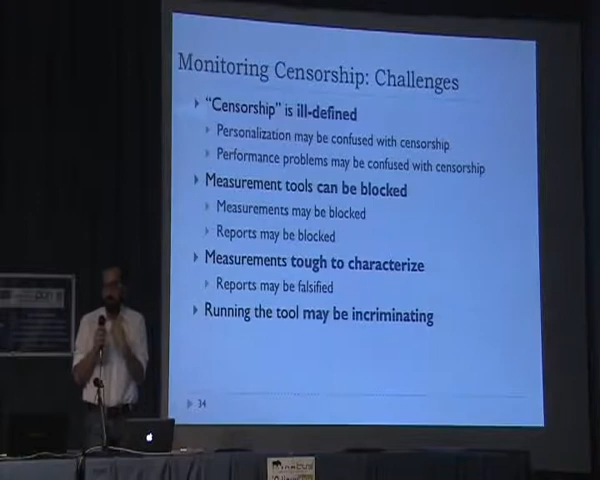 Monitoring Censorship: Challenges
“Censorship” is ill-defined
Personalization may be confused with censorship
Performance problems may be confused with censorship
Measurement tools can be blocked
Measurements may be blocked
Reports may be blocked
Measurements tough to characterize
Reports may be falsified
Running the tool may be incriminating
34